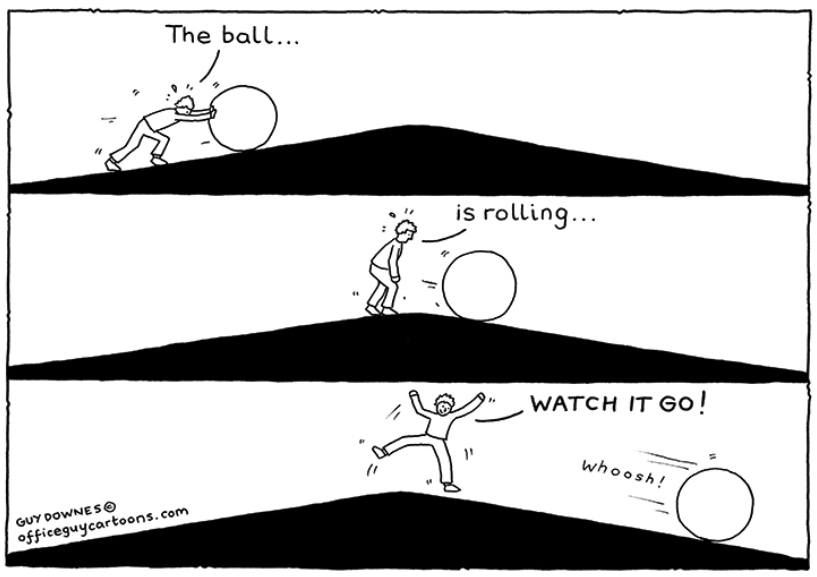 The ball...
is rolling...
WATCH IT GO!
Whoosh!
GUY DOWNES©
officeguycartoons.com